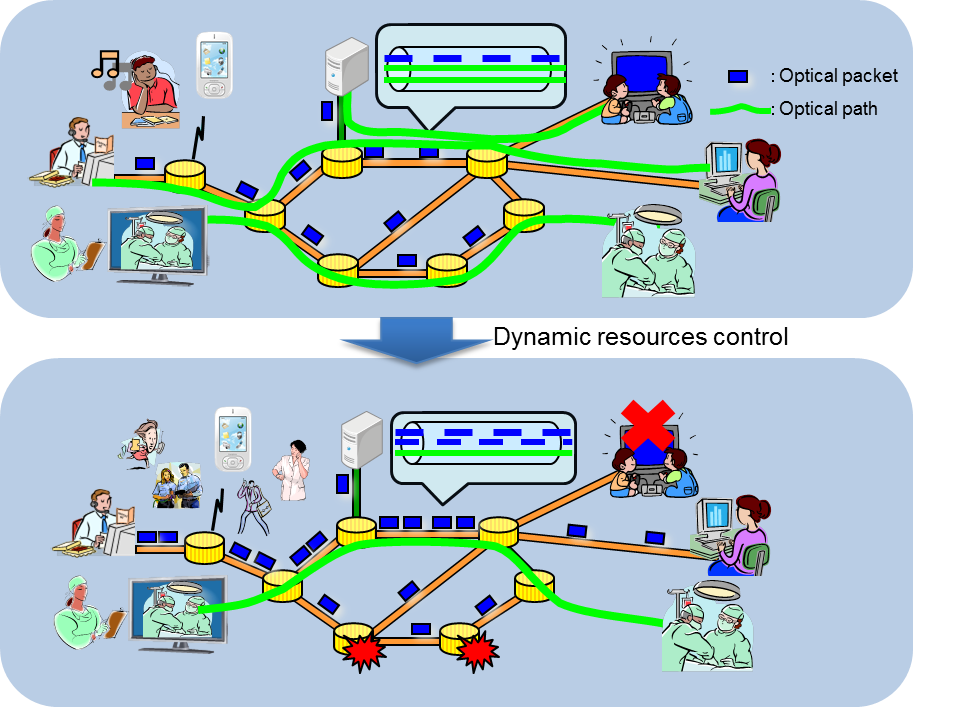 : Optical packet
: Optical path
Dynamic resources control